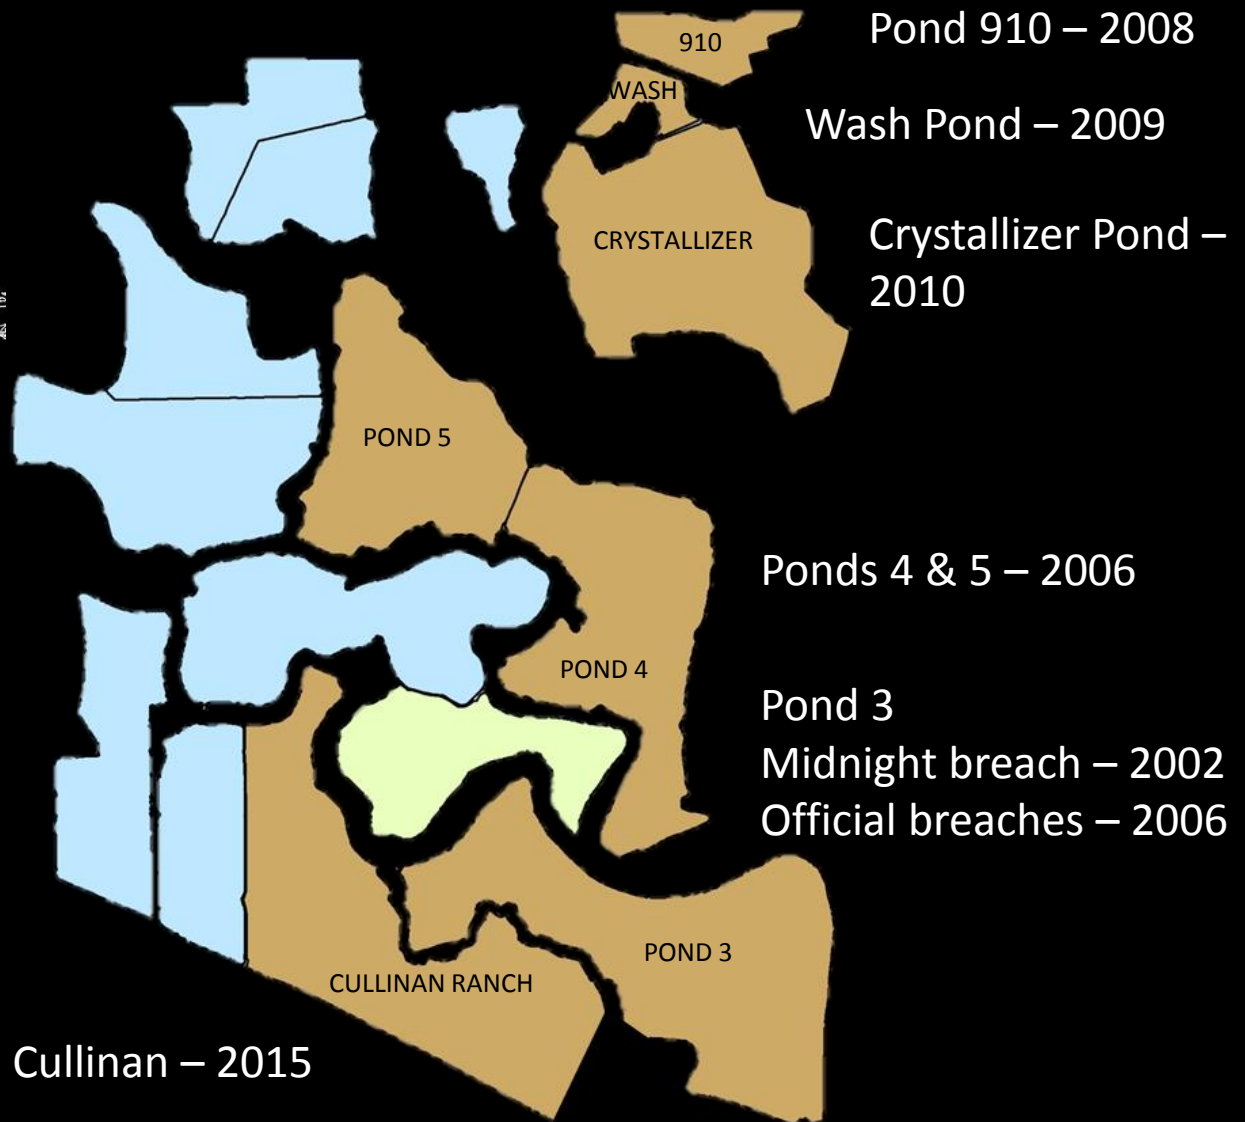 910
Pond 910 – 2008
WASH
Wash Pond – 2009
CRYSTALLIZER
Crystallizer Pond –
2010
POND 5
Ponds 4 & 5 – 2006
POND 4
Pond 3
Midnight breach – 2002
Official breaches – 2006
POND 3
CULLINAN RANCH
Cullinan – 2015